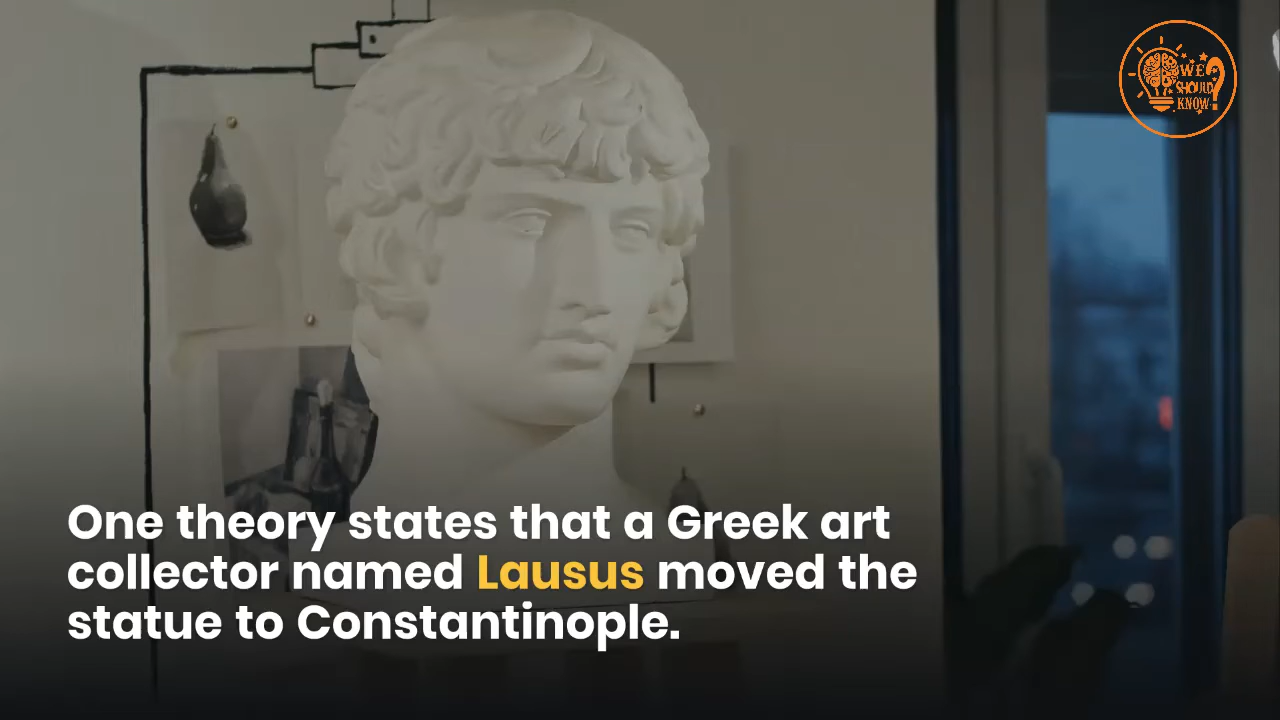 WE
SHOULD
KNOW
?
One theory states that a Greek art
collector named Lausus moved the
statue to Constantinople.